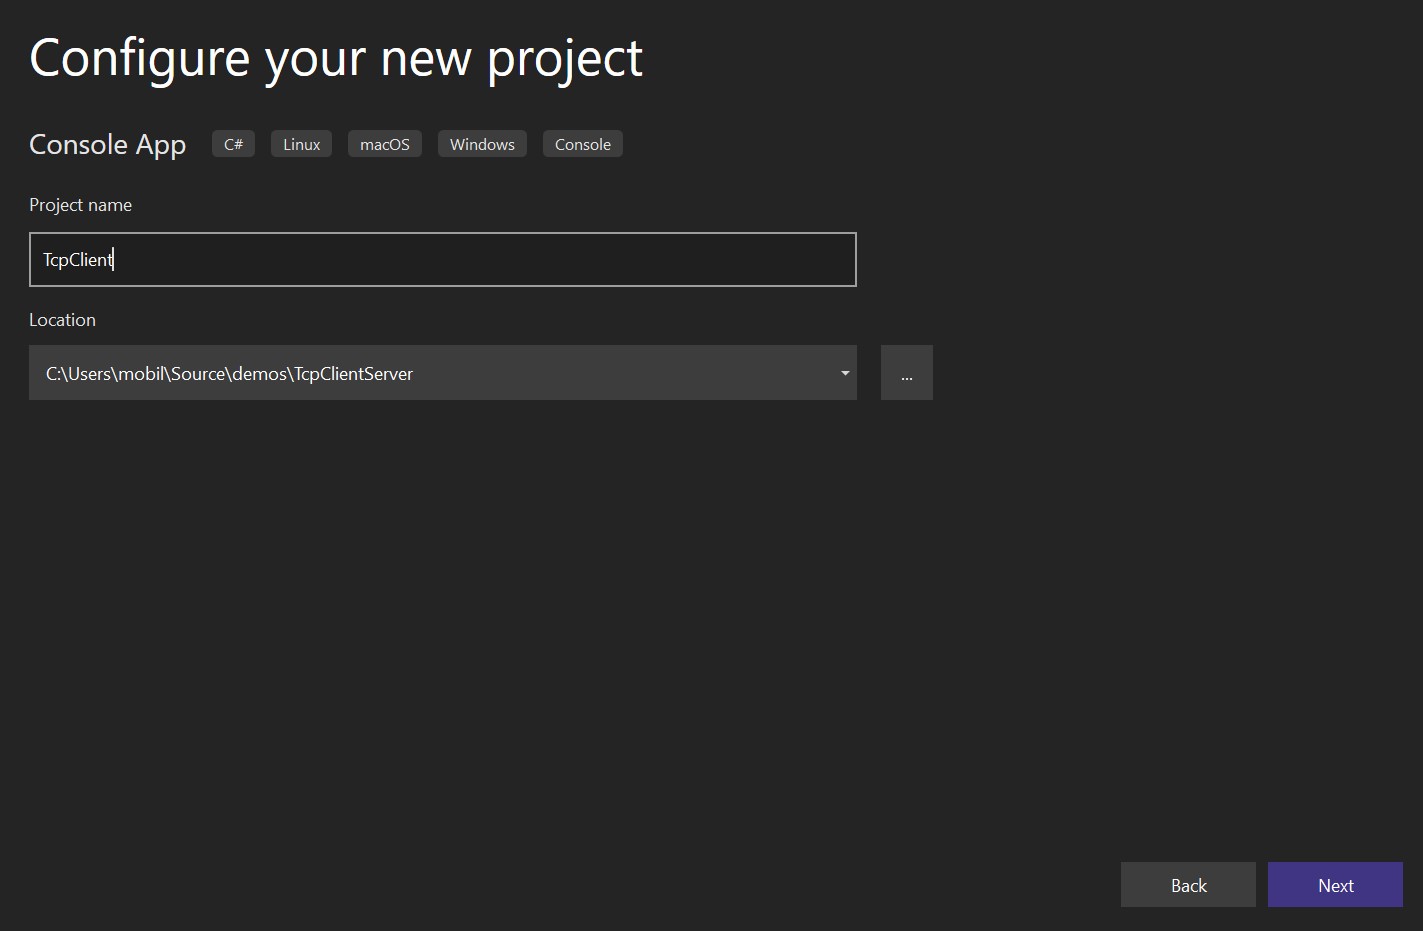 Configure your new project
Console App C# Linux macOS Windows Console
Project name
TcpClient
Location
C:\Users\mobil\Source\demos\TcpClientServer
...
Back Next